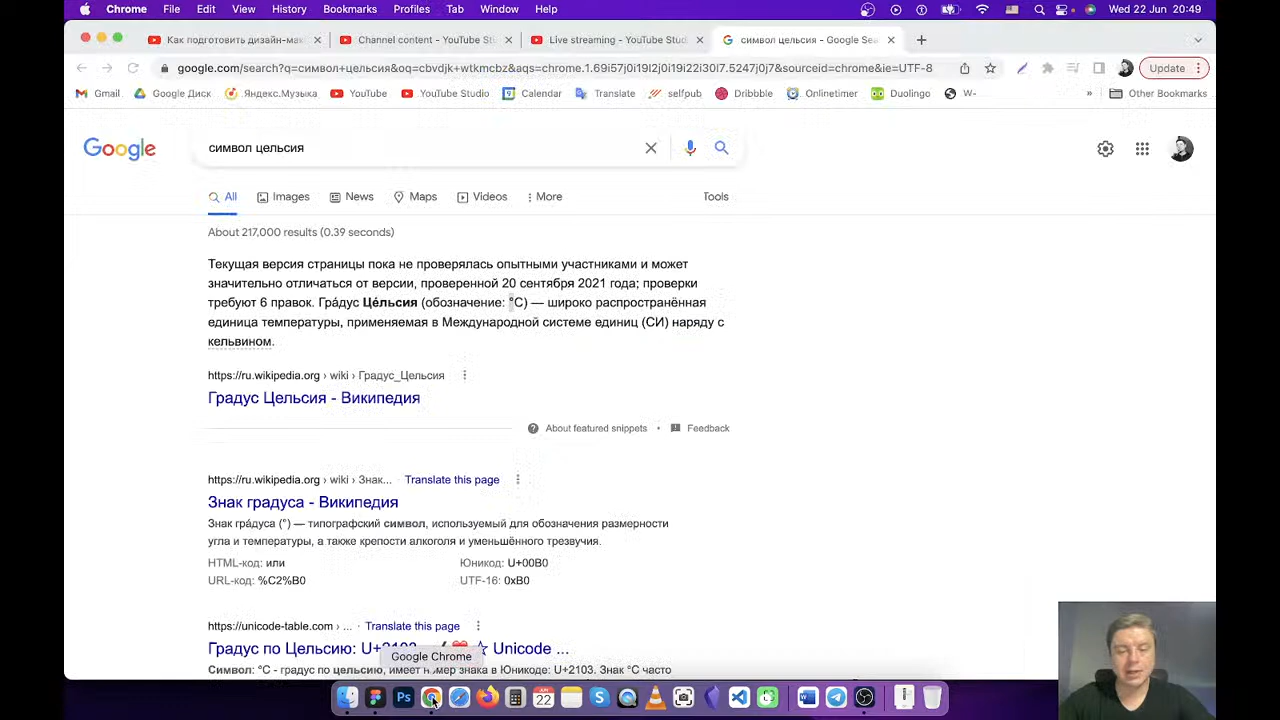 Chrome File Edit View History Bookmarks Profiles Tab Window Help Wed 22 Jun 20:49
Как подготовить дизайн-мак Channel content - YouTube Stu Live streaming - YouTube Studio символ цельсия - Google Sea
google.com/search?q=символ+цельсия&oq=cbvdjk+wtkmcbz&aqs=chrome.1.69i57j0i19l2j0i19i22i30l7.5247j0j7&sourceid=chrome&ie=UTF-8 Update
Gmail Google Диск Яндекс.Музыка YouTube YouTube Studio Calendar Translate selfpub Dribbble Onlinetimer Duolingo W- » Other Bookmarks
Google символ цельсия
All Images News Maps Videos More Tools
About 217,000 results (0.39 seconds)
Текущая версия страницы пока не проверялась опытными участниками и может
значительно отличаться от версии, проверенной 20 сентября 2021 года; проверки
требуют 6 правок. Гра́дус Це́льсия (обозначение: °C) — широко распространённая
единица температуры, применяемая в Международной системе единиц (СИ) наряду с
кельвином.
https://ru.wikipedia.org › wiki › Градус_Цельсия
Градус Цельсия - Википедия
About featured snippets • Feedback
https://ru.wikipedia.org › wiki › Знак... Translate this page
Знак градуса - Википедия
Знак гра́дуса (°) — типографский символ, используемый для обозначения размерности
угла и температуры, а также крепости алкоголя и уменьшённого трезвучия.
HTML-код: или Юникод: U+00B0
URL-код: %C2%B0 UTF-16: 0xB0
https://unicode-table.com › ... · Translate this page
Градус по Цельсию: U+2103 Unicode ...
Google Chrome
Символ: °C - градус по цельсию, имеет номер знака в Юникоде: U+2103. Знак °C часто